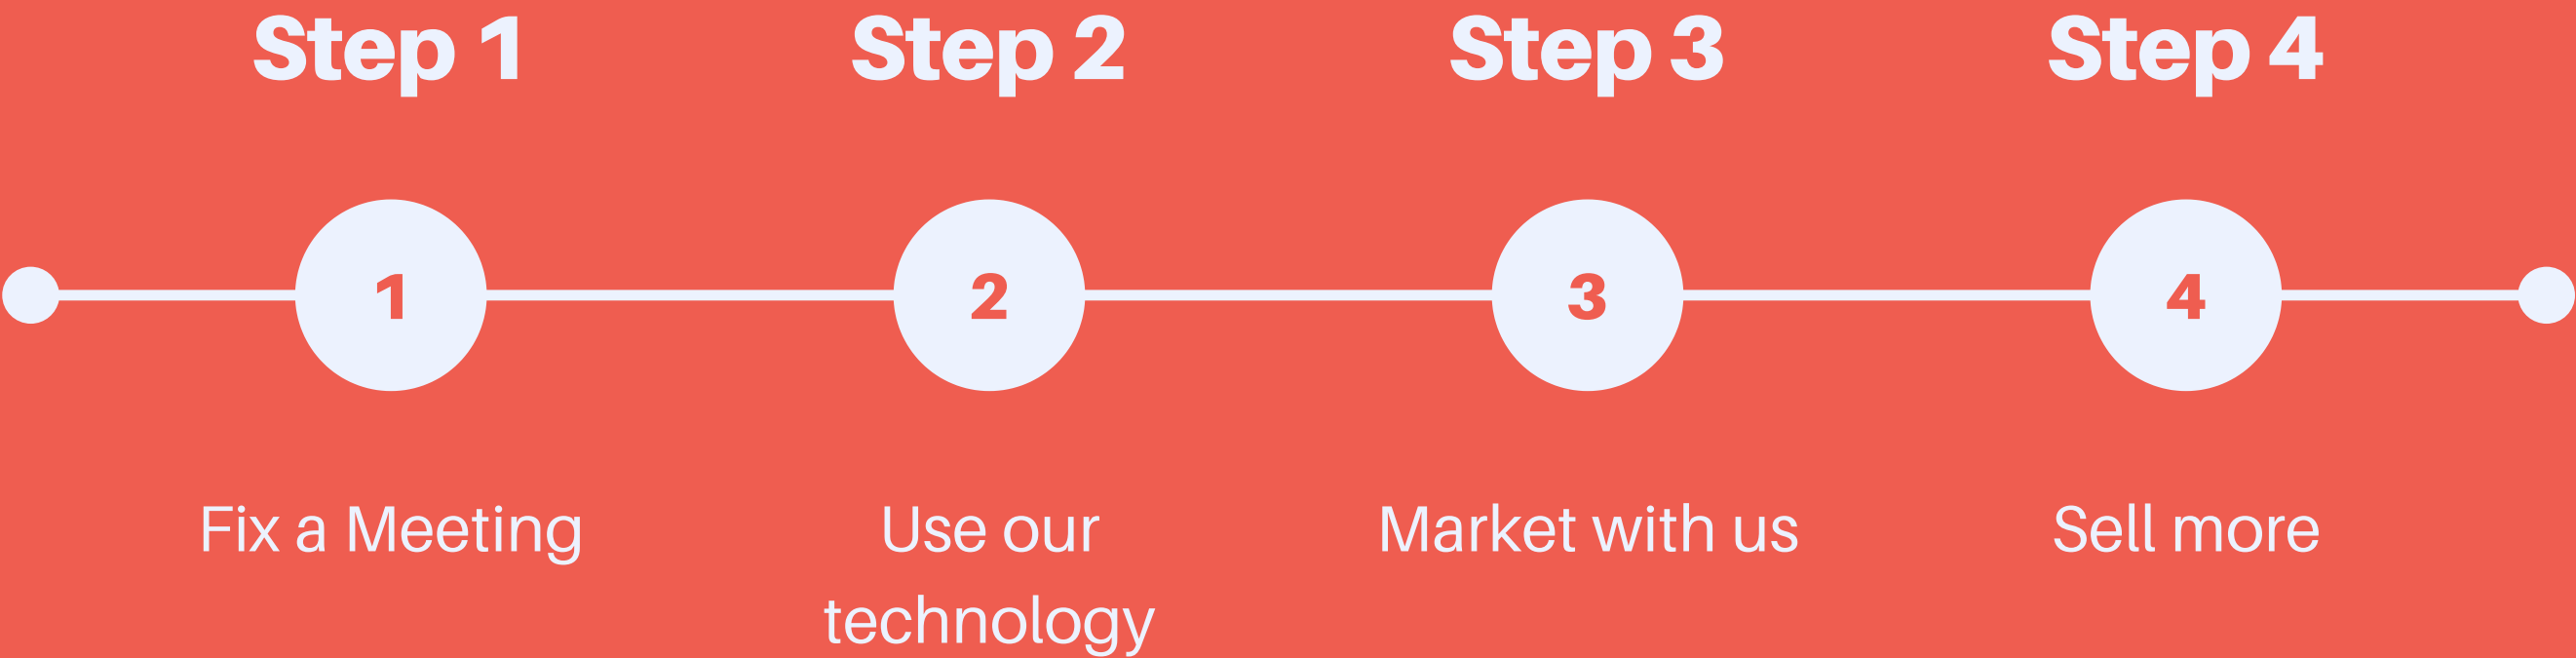 Step 1
Step 2
Step 3
Step 4
1
2
3
4
Fix a Meeting
Use our
technology
Market with us
Sell more